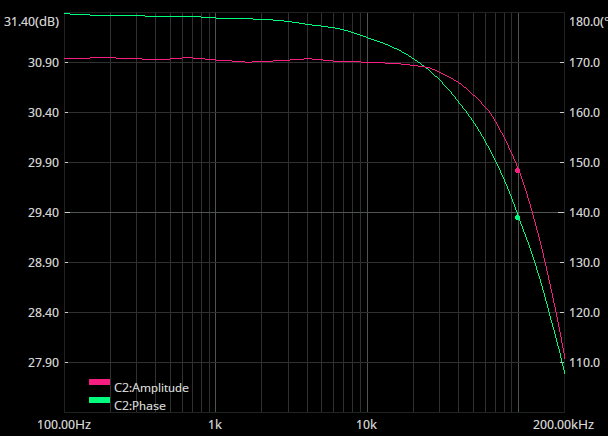 31.40(dB) 180.0(°
30.90 170.0
30.40 160.0
29.90 150.0
29.40 140.0
28.90 130.0
28.40 120.0
27.90 110.0
C2:Amplitude
C2:Phase
100.00Hz 1k 10k 200.00kHz